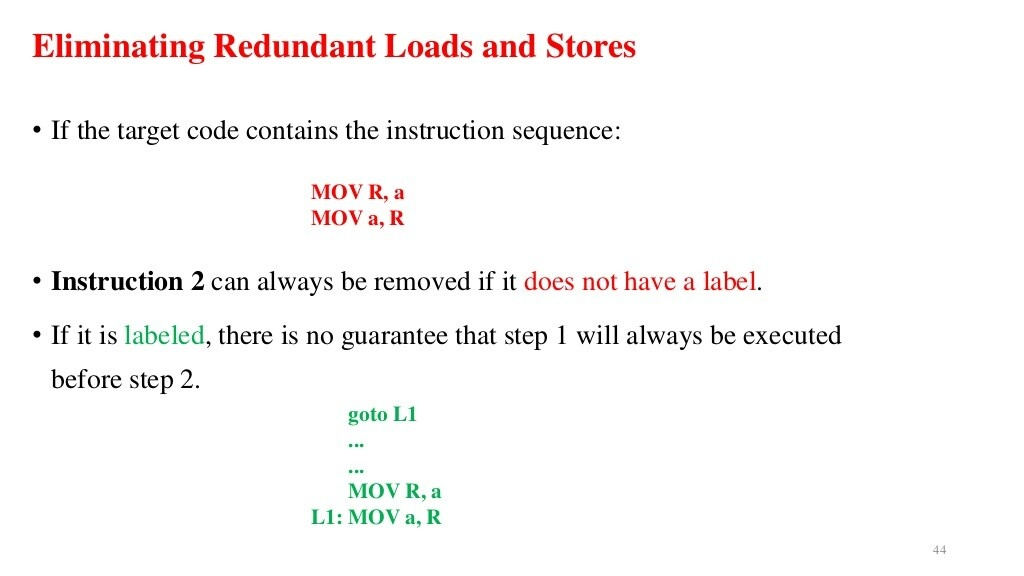 Eliminating Redundant Loads and Stores
• If the target code contains the instruction sequence:
MOV R, a
MOV a, R
• Instruction 2 can always be removed if it does not have a label.
• If it is labeled, there is no guarantee that step 1 will always be executed
before step 2.
goto L1
...
...
MOV R, a
L1: MOV a, R
44